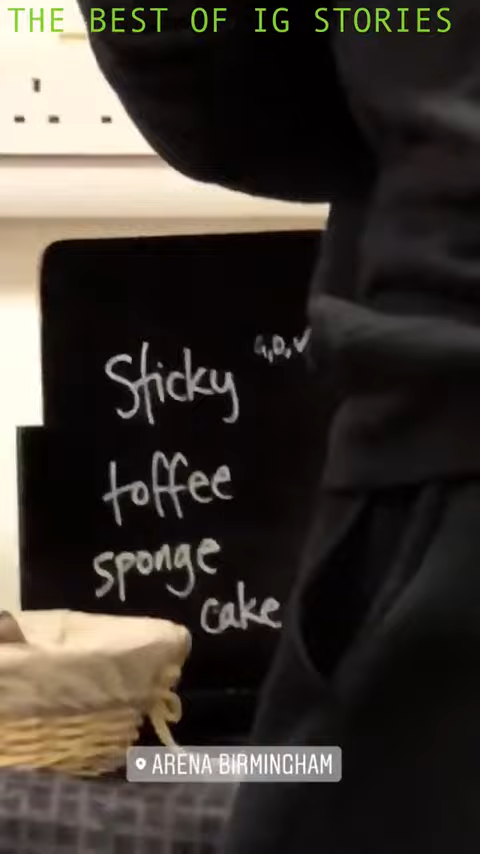 THE BEST OF IG STORIES
Sticky
toffee
sponge
cake
ARENA BIRMINGHAM